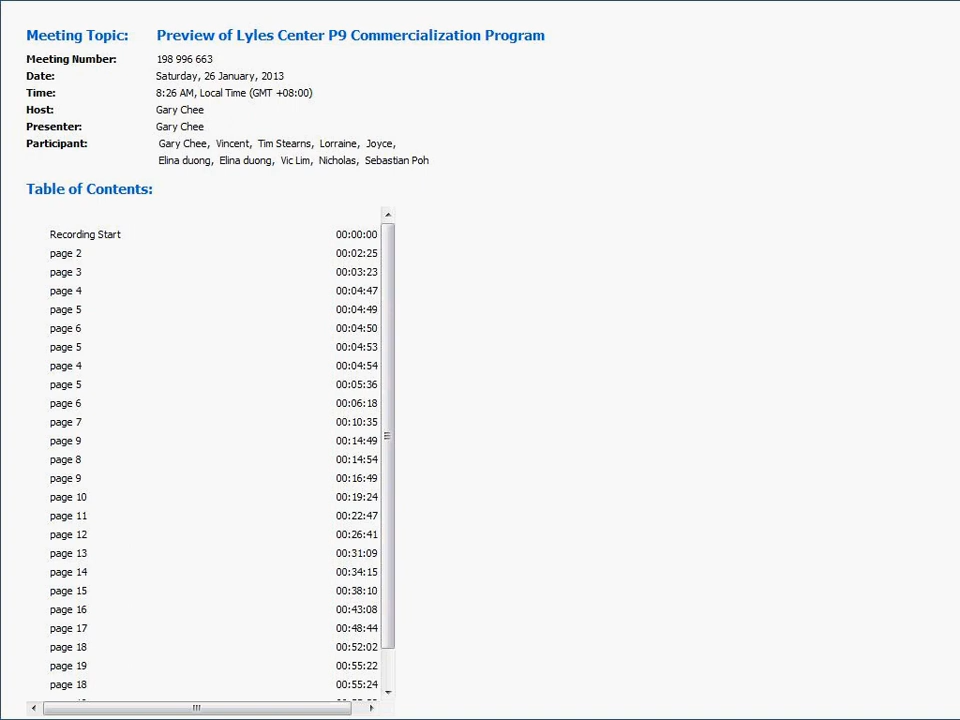 Meeting Topic: Preview of Lyles Center P9 Commercialization Program
Meeting Number: 198 996 663
Date: Saturday, 26 January, 2013
Time: 8:26 AM, Local Time (GMT +08:00)
Host: Gary Chee
Presenter: Gary Chee
Participant: Gary Chee, Vincent, Tim Stearns, Lorraine, Joyce,
Elina duong, Elina duong, Vic Lim, Nicholas, Sebastian Poh
Table of Contents:
Recording Start 00:00:00
page 2 00:02:25
page 3 00:03:23
page 4 00:04:47
page 5 00:04:49
page 6 00:04:50
page 5 00:04:53
page 4 00:04:54
page 5 00:05:36
page 6 00:06:18
page 7 00:10:35
page 9 00:14:49
page 8 00:14:54
page 9 00:16:49
page 10 00:19:24
page 11 00:22:47
page 12 00:26:41
page 13 00:31:09
page 14 00:34:15
page 15 00:38:10
page 16 00:43:08
page 17 00:48:44
page 18 00:52:02
page 19 00:55:22
page 18 00:55:24